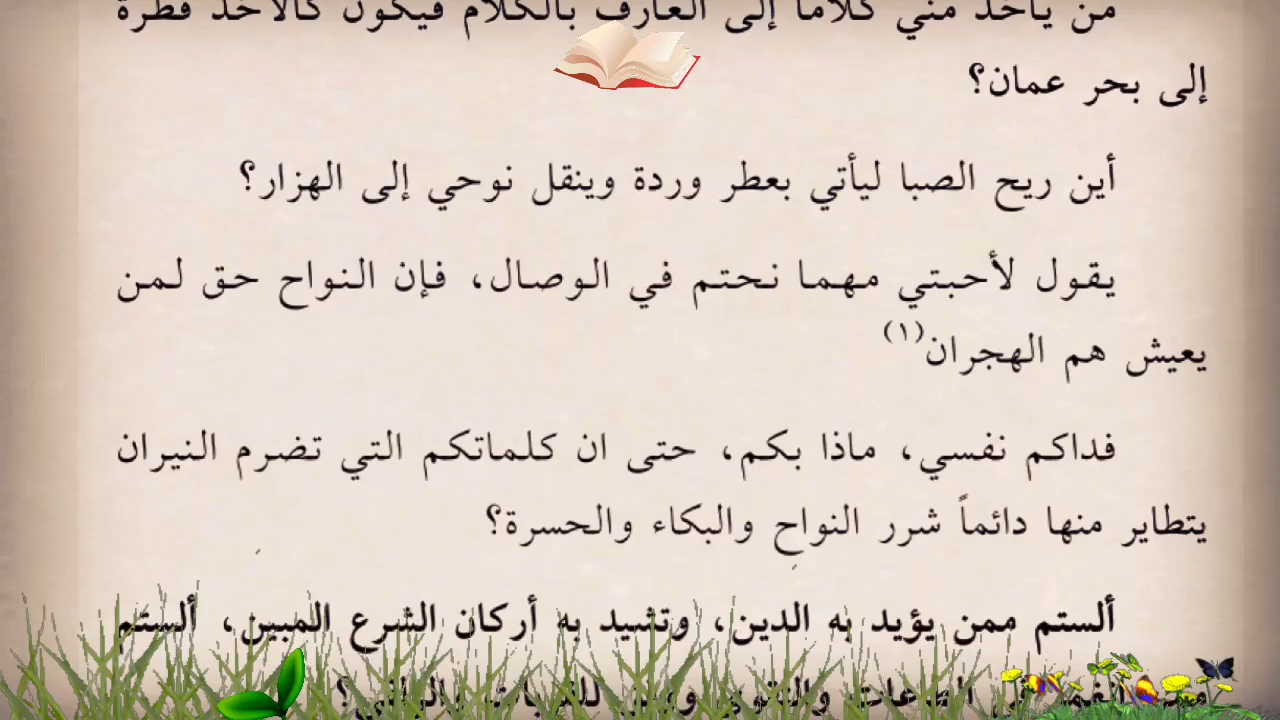 من يأخذ مني كلاما إلى العارف بالكلام فيكون كالآخذ قطرة
إلى بحر عمان؟
أين ريح الصبا ليأتي بعطر وردة وينقل نوحي إلى الهزار؟
يقول لأحبتي مهما نحتم في الوصال، فإن النواح حق لمن
يعيش هم الهجران(١)
فداكم نفسي، ماذا بكم، حتى ان كلماتكم التي تضرم النيران
يتطاير منها دائماً شرر النواح والبكاء والحسرة؟
ألستم ممن يؤيد به الدين، وتشيد به أركان الشرع المبين، ألستم